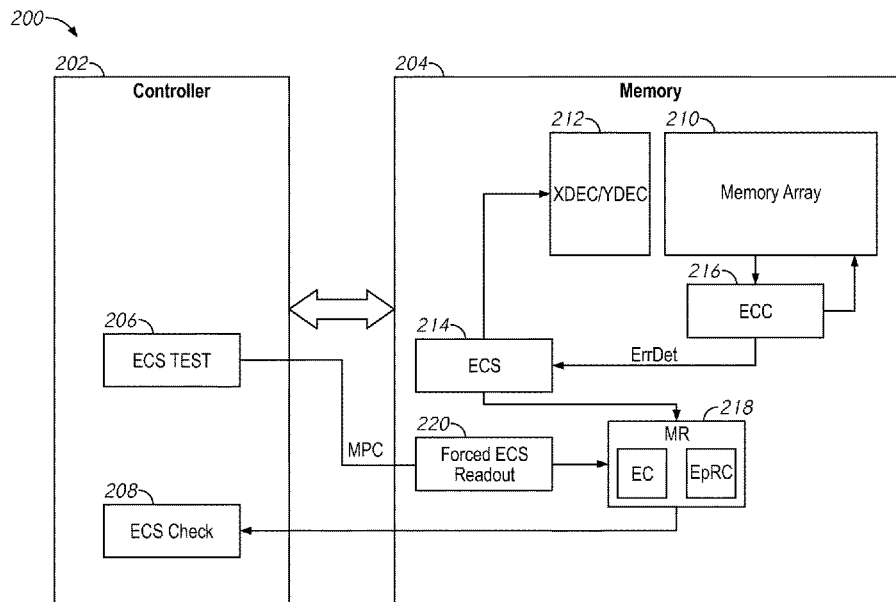 200
202
Controller
204
Memory
212
XDEC/YDEC
210
Memory Array
216
ECC
206
ECS TEST
214
ECS
ErrDet
MPC
220
Forced ECS
Readout
218
MR
EC
EpRC
208
ECS Check